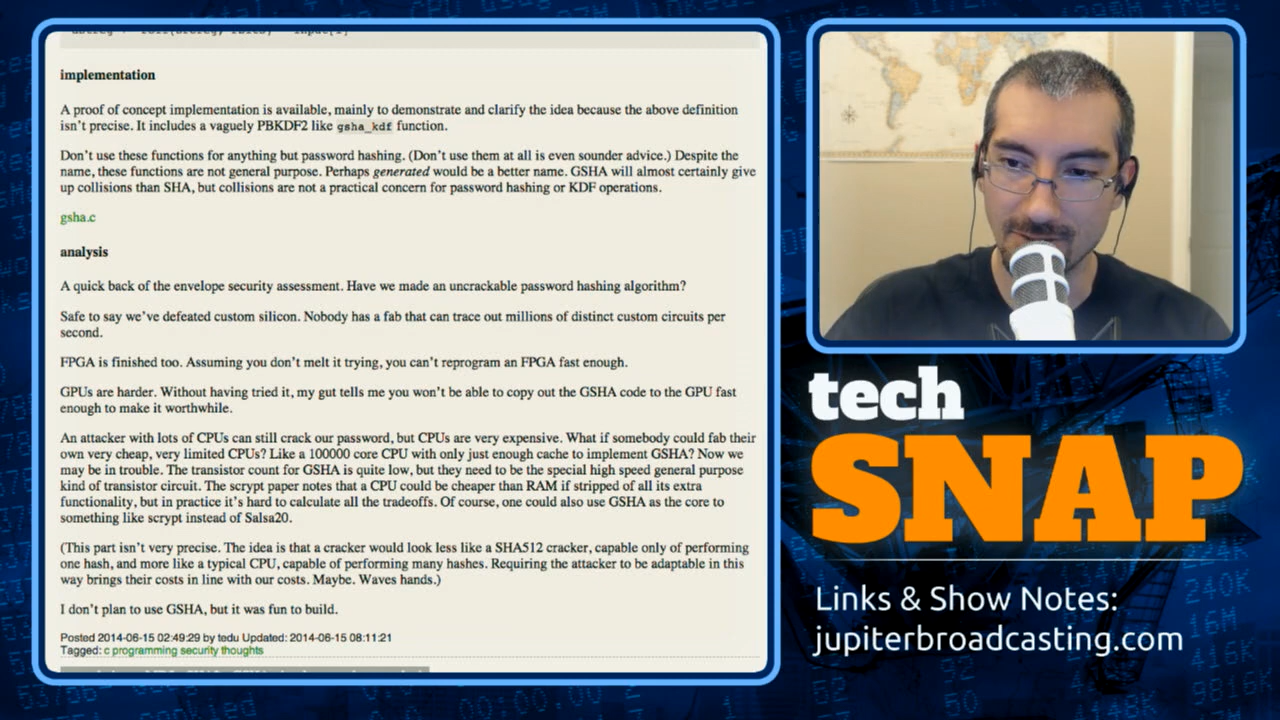 implementation
A proof of concept implementation is available, mainly to demonstrate and clarify the idea because the above definition
isn't precise. It includes a vaguely PBKDF2 like gsha_kdf function.
Don't use these functions for anything but password hashing. (Don't use them at all is even sounder advice.) Despite the
name, these functions are not general purpose. Perhaps generated would be a better name. GSHA will almost certainly give
up collisions than SHA, but collisions are not a practical concern for password hashing or KDF operations.
gsha.c
analysis
A quick back of the envelope security assessment. Have we made an uncrackable password hashing algorithm?
Safe to say we've defeated custom silicon. Nobody has a fab that can trace out millions of distinct custom circuits per
second.
FPGA is finished too. Assuming you don't melt it trying, you can't reprogram an FPGA fast enough.
GPUs are harder. Without having tried it, my gut tells me you won't be able to copy out the GSHA code to the GPU fast
enough to make it worthwhile.
An attacker with lots of CPUs can still crack our password, but CPUs are very expensive. What if somebody could fab their
own very cheap, very limited CPUs? Like a 100000 core CPU with only just enough cache to implement GSHA? Now we
may be in trouble. The transistor count for GSHA is quite low, but they need to be the special high speed general purpose
kind of transistor circuit. The scrypt paper notes that a CPU could be cheaper than RAM if stripped of all its extra
functionality, but in practice it's hard to calculate all the tradeoffs. Of course, one could also use GSHA as the core to
something like scrypt instead of Salsa20.
(This part isn't very precise. The idea is that a cracker would look less like a SHA512 cracker, capable only of performing
one hash, and more like a typical CPU, capable of performing many hashes. Requiring the attacker to be adaptable in this
way brings their costs in line with our costs. Maybe. Waves hands.)
I don't plan to use GSHA, but it was fun to build.
Posted 2014-06-15 02:49:29 by tedu Updated: 2014-06-15 08:11:21
Tagged: c programming security thoughts
tech
SNAP
Links & Show Notes:
jupiterbroadcasting.com